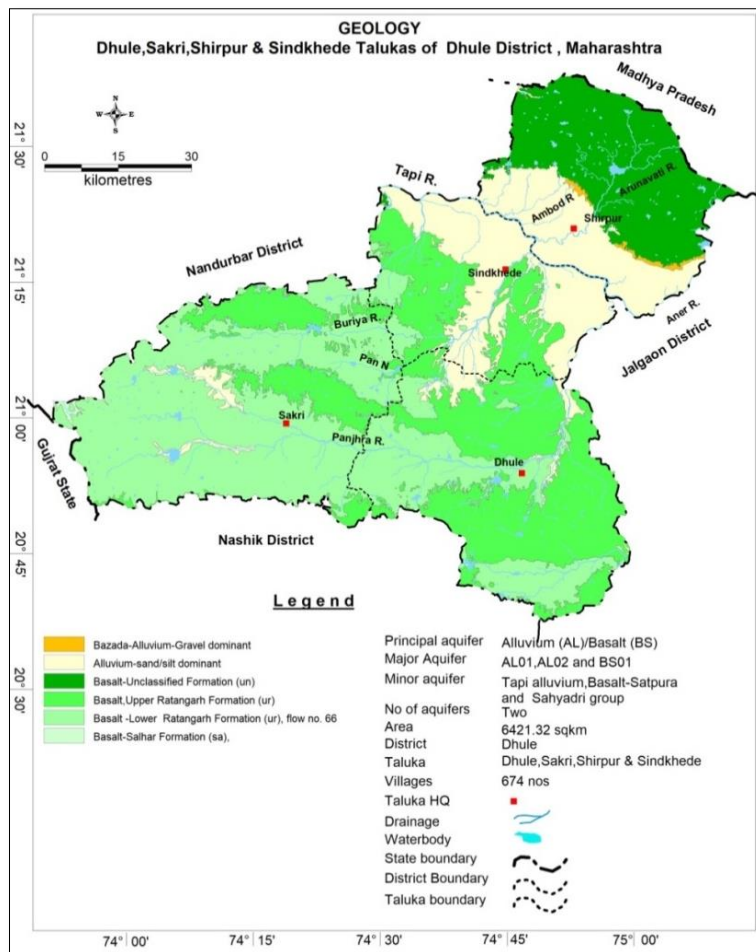 GEOLOGY
Dhule,Sakri,Shirpur & Sindkhede Talukas of Dhule District , Maharashtra
N
W
E
S
0
15
30
kilometres
Madhya Pradesh
Tapi R.
Arunavati R.
Ambod R
Shirpur
Nandurbar District
Sindkhede
Aner R.
Buriya R.
Jalgaon District
Pan N
Sakri
Panjhra R.
Dhule
Gujrat State
Nashik District
21° 30'
21° 15'
21° 00'
20° 45'
20° 30'
Legend
Bazada-Alluvium-Gravel dominant
Alluvium-sand/silt dominant
Basalt-Unclassified Formation (un)
Basalt,Upper Ratangarh Formation (ur)
Basalt -Lower Ratangarh Formation (ur), flow no. 66
Basalt-Salhar Formation (sa),
Principal aquifer Alluvium (AL)/Basalt (BS)
Major Aquifer AL01,AL02 and BS01
Minor aquifer Tapi alluvium,Basalt-Satpura
and Sahyadri group
No of aquifers Two
Area 6421.32 sqkm
District Dhule
Taluka Dhule,Sakri,Shirpur & Sindkhede
Villages 674 nos
Taluka HQ
Drainage
Waterbody
State boundary
District Boundary
Taluka boundary
74° 00' 74° 15' 74° 30' 74° 45' 75° 00'